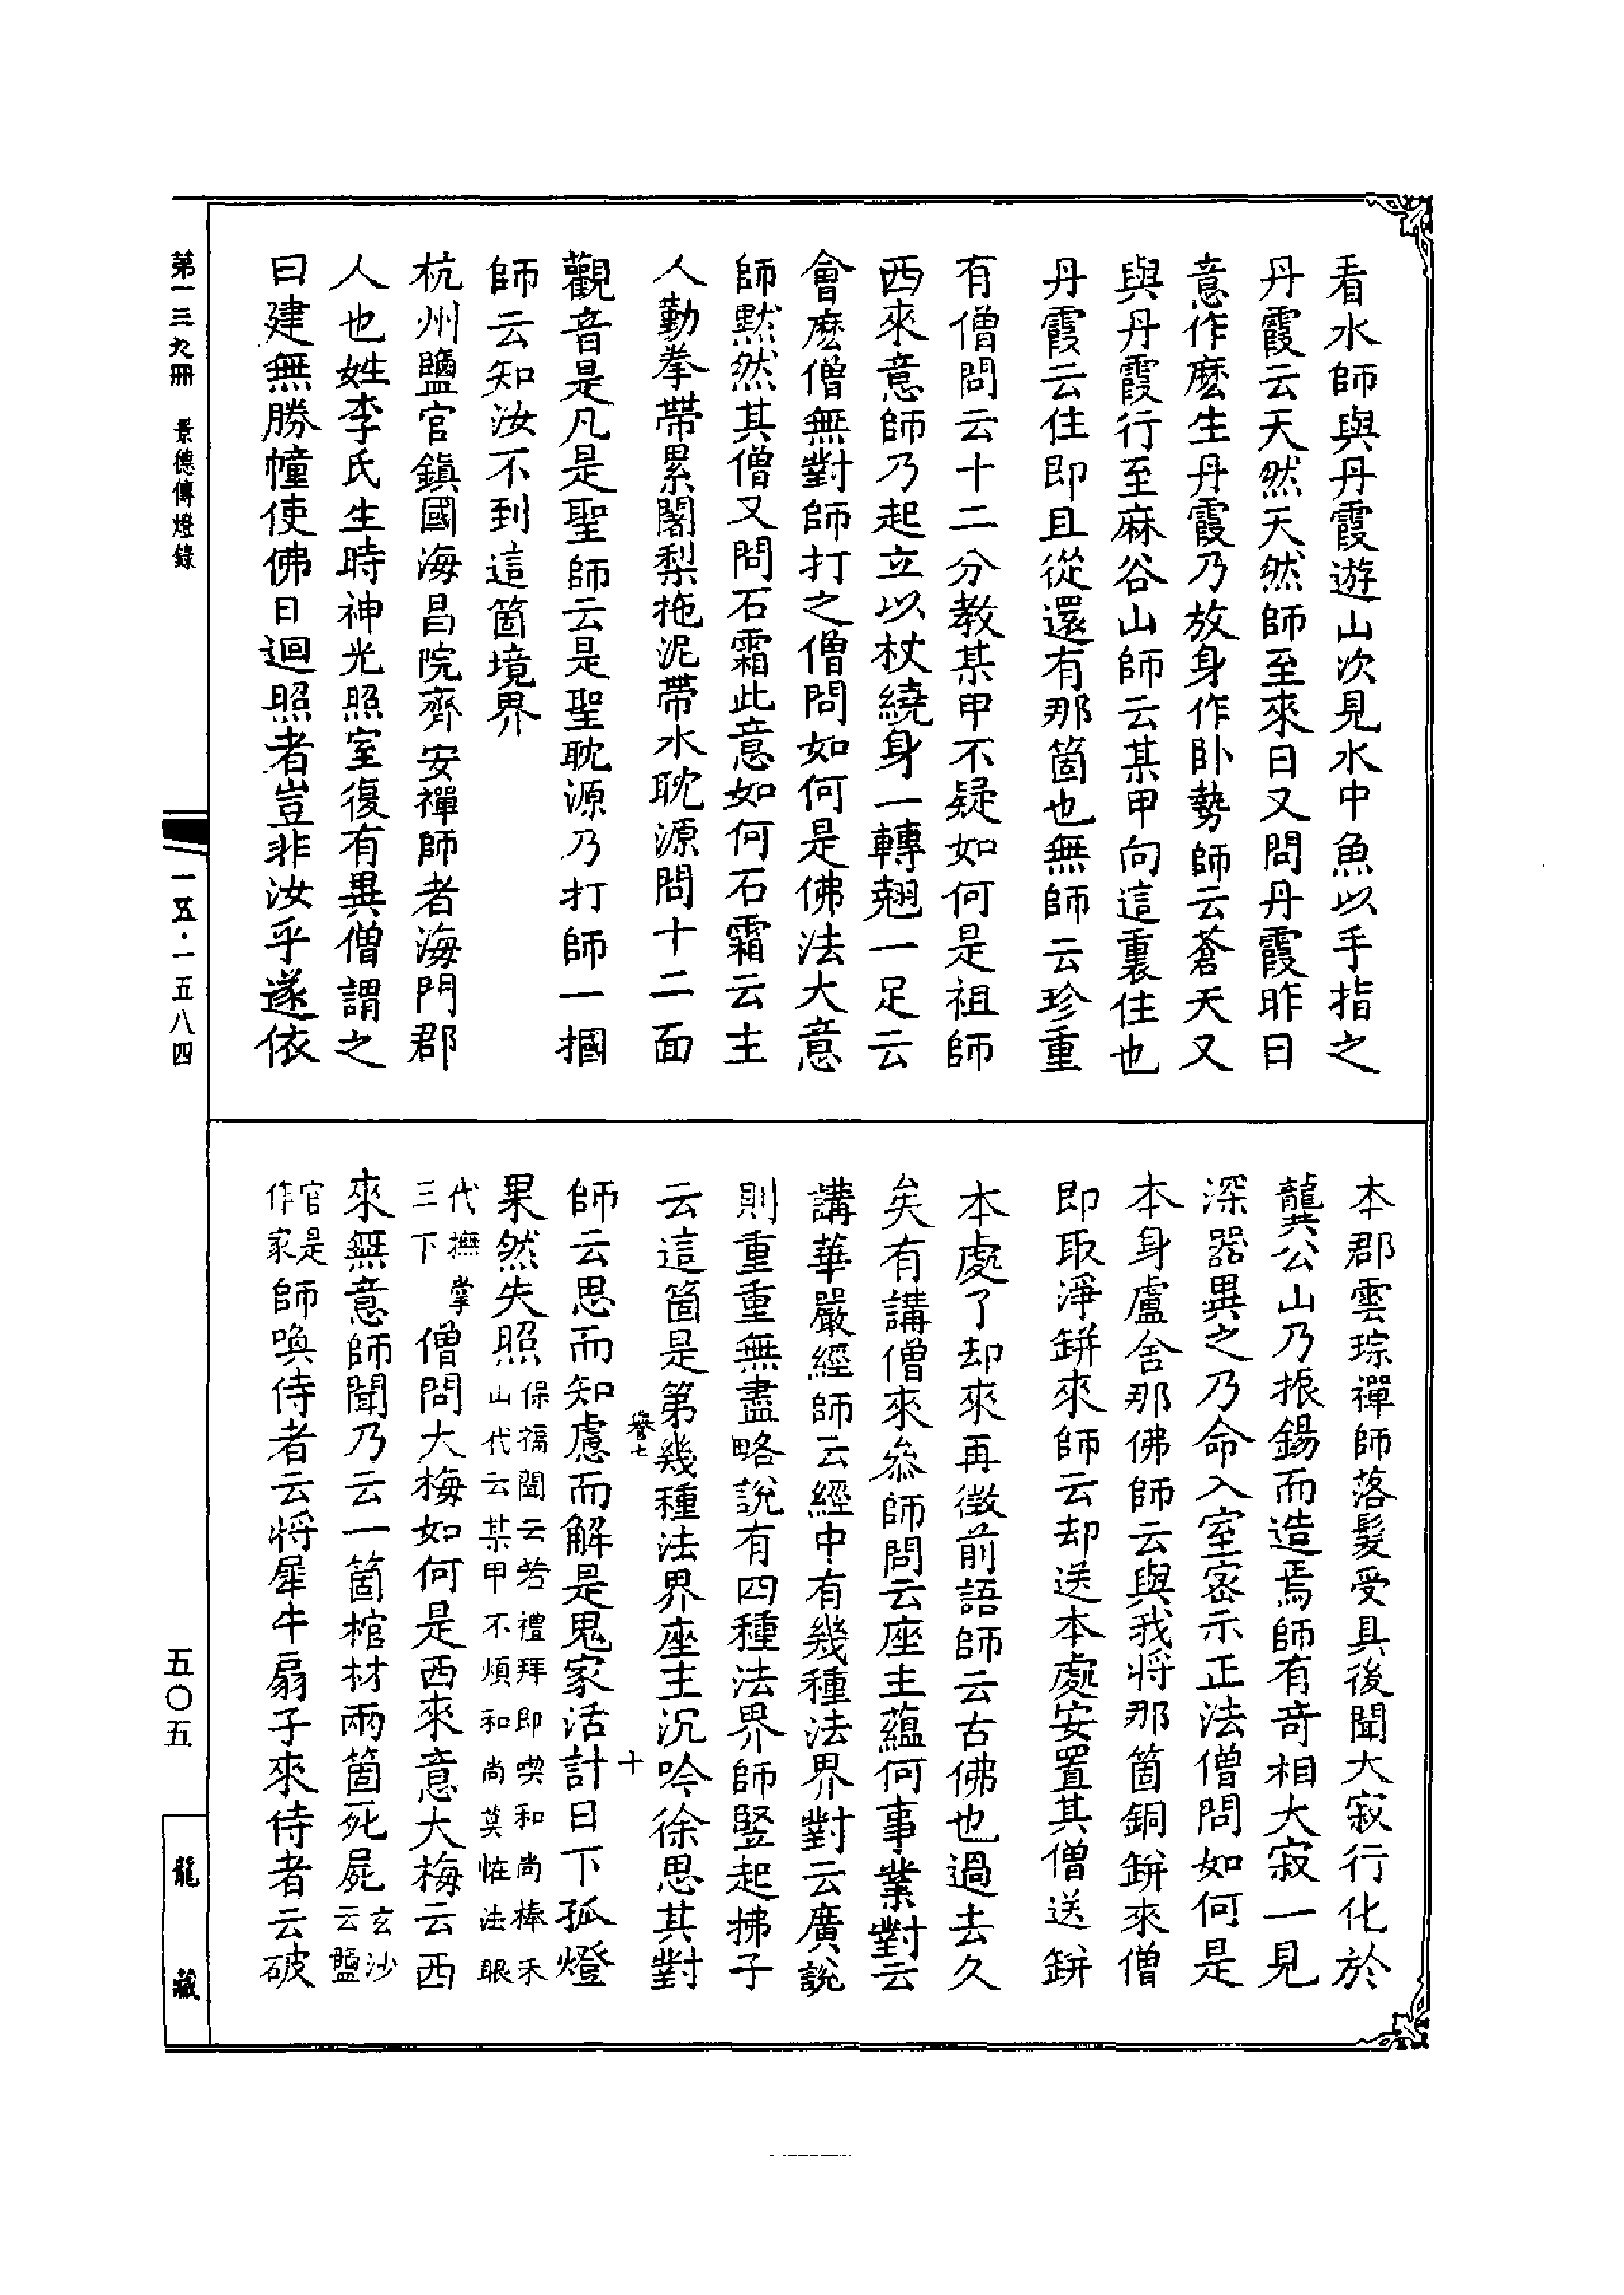 看水師與丹霞遊山次見水中魚以手指之
丹霞云天然天然師至來日又問丹霞昨日
意作麽生丹霞乃放身作卧勢師云蒼天又
與丹霞行至麻谷山師云某甲向這裏住也
丹霞云住即且從還有那箇也無師云珍重
有僧問云十二分教某甲不疑如何是祖師
西來意師乃起立以杖繞身一轉翹一足云
會麽僧無對師打之僧問如何是佛法大意
師黙然其僧又問石霜此意如何石霜云主
人勤拳帶累闍梨拖泥帶水耽源問十二面
觀音是凡是聖師云是聖耽源乃打師一摑
師云知汝不到這箇境界
杭州鹽官鎮國海昌院齊安禪師者海門郡
人也姓李氏生時神光照室復有異僧謂之
曰建無勝幢使佛日迴照者豈非汝乎遂依
本郡雲琮禪師落髮受具後聞大寂行化於
龔公山乃振錫而造焉師有奇相大寂一見
深器異之乃命入室密示正法僧問如何是
本身盧舍那佛師云與我將那箇銅缾來僧
即取淨缾來師云却送本處安置其僧送缾
本處了却來再徵前語師云古佛也過去久
矣有講僧來叅師問云座主蘊何事業對云
講華嚴經師云經中有幾種法界對云廣說
則重重無盡略說有四種法界師竪起拂子
云這箇是第幾種法界座主沉吟徐思其對
卷七
十
師云思而知慮而解是鬼家活計日下孤燈
果然失照保福聞云若禮拜即喫和尚棒禾山代云某甲不煩和尚莫恠法眼
代撫掌三下僧問大梅如何是西來意大梅云西
來無意師聞乃云一箇棺材兩箇死屍玄沙云鹽
官是作家師喚侍者云將犀牛扇子來侍者云破
第一三九冊 景德傳燈錄
一五·一五八四
五〇五
龍藏